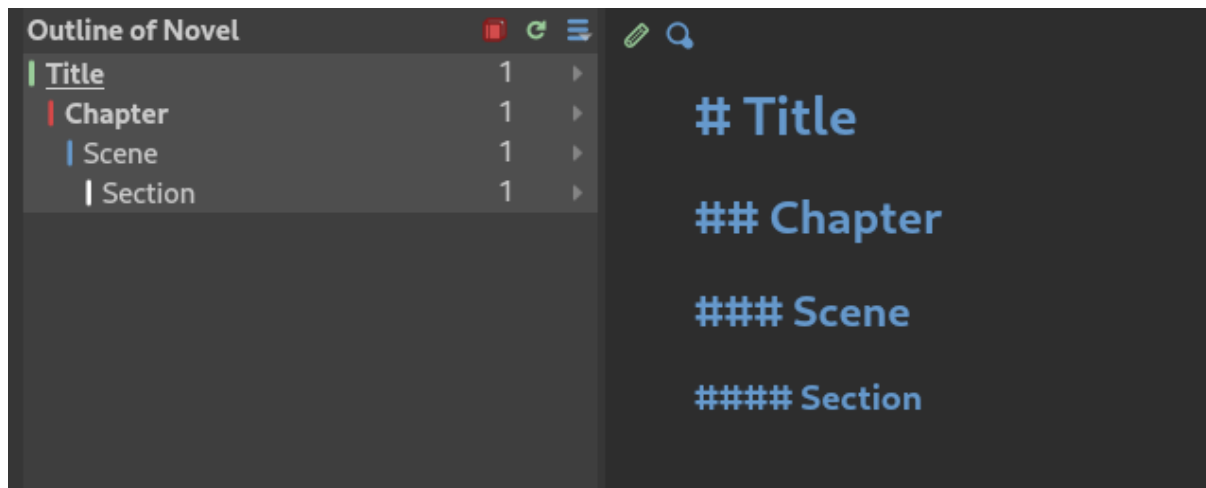 Outline of Novel
Title 1
Chapter 1
Scene 1
Section 1
# Title
## Chapter
### Scene
#### Section